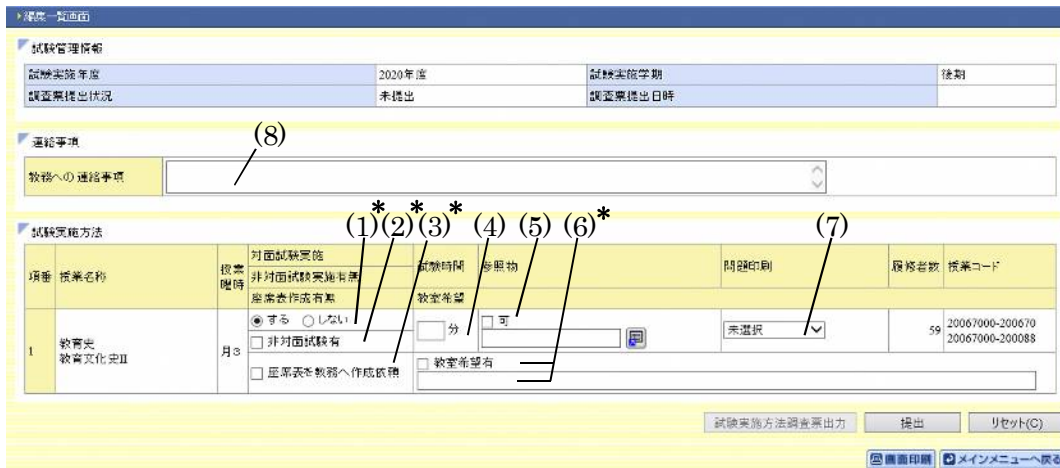 編集一覧画面
試験管理情報
試験実施年度 2020年度 試験実施学期 後期
調査票提出状況 未提出 調査票提出日時
連絡事項
(8)
教務への連絡事項
試験実施方法
(1)* (2)* (3)* (4) (5) (6)* (7)
項番 授業名称 授業曜時 対面試験実施 試験時間 参照物 問題印刷 履修者数 授業コード
非対面試験実施有無
座席表作成有無 教室希望
1 教育史 教育文化史II 月3 する しない 分 可 未選択 59 20067000-200670
20067000-200088
非対面試験有
座席表を教務へ作成依頼 教室希望有
試験実施方法調査票出力 提出 リセット(C)
画面印刷 メインメニューへ戻る